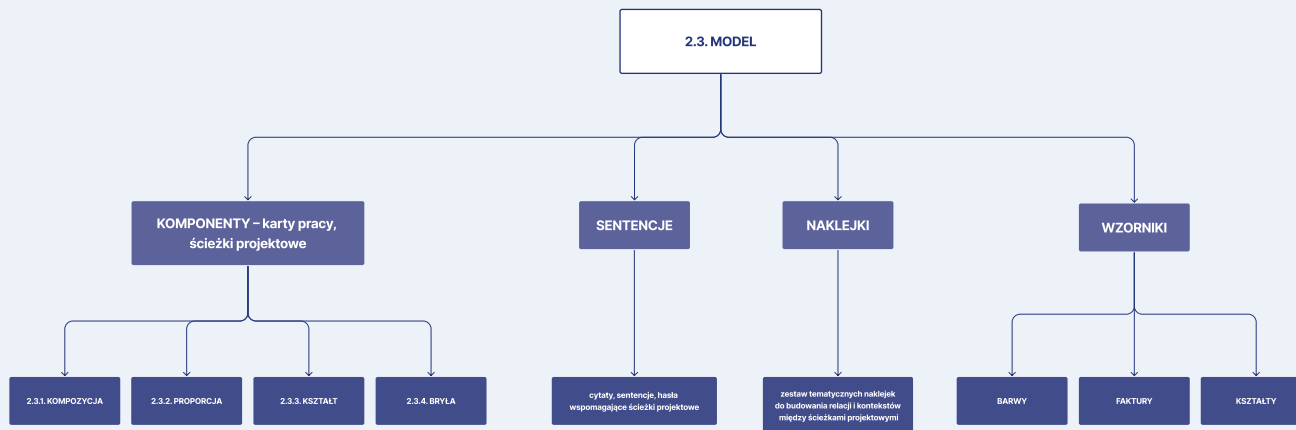 2.3. MODEL
KOMPONENTY – karty pracy,
ścieżki projektowe
SENTENCJE
NAKLEJKI
WZORNIKI
2.3.1. KOMPOZYCJA
2.3.2. PROPORCJA
2.3.3. KSZTAŁT
2.3.4. BRYŁA
cytaty, sentencje, hasła
wspomagające ścieżki projektowe
zestaw tematycznych naklejek
do budowania relacji i kontekstów
między ścieżkami projektowymi
BARWY
FAKTURY
KSZTAŁTY